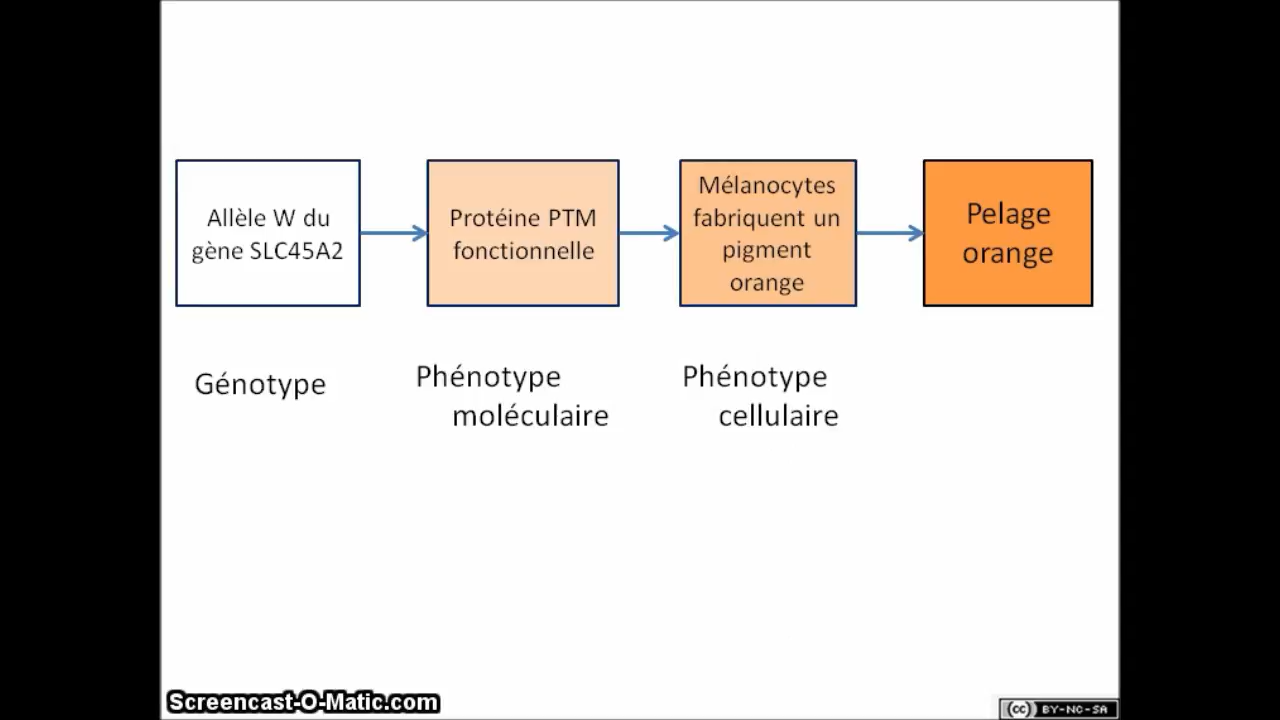 Allèle W du
gène SLC45A2
Protéine PTM
fonctionnelle
Mélanocytes
fabriquent un
pigment
orange
Pelage
orange
Génotype
Phénotype
moléculaire
Phénotype
cellulaire
Screencast-O-Matic.com
cc BY-NC-SA